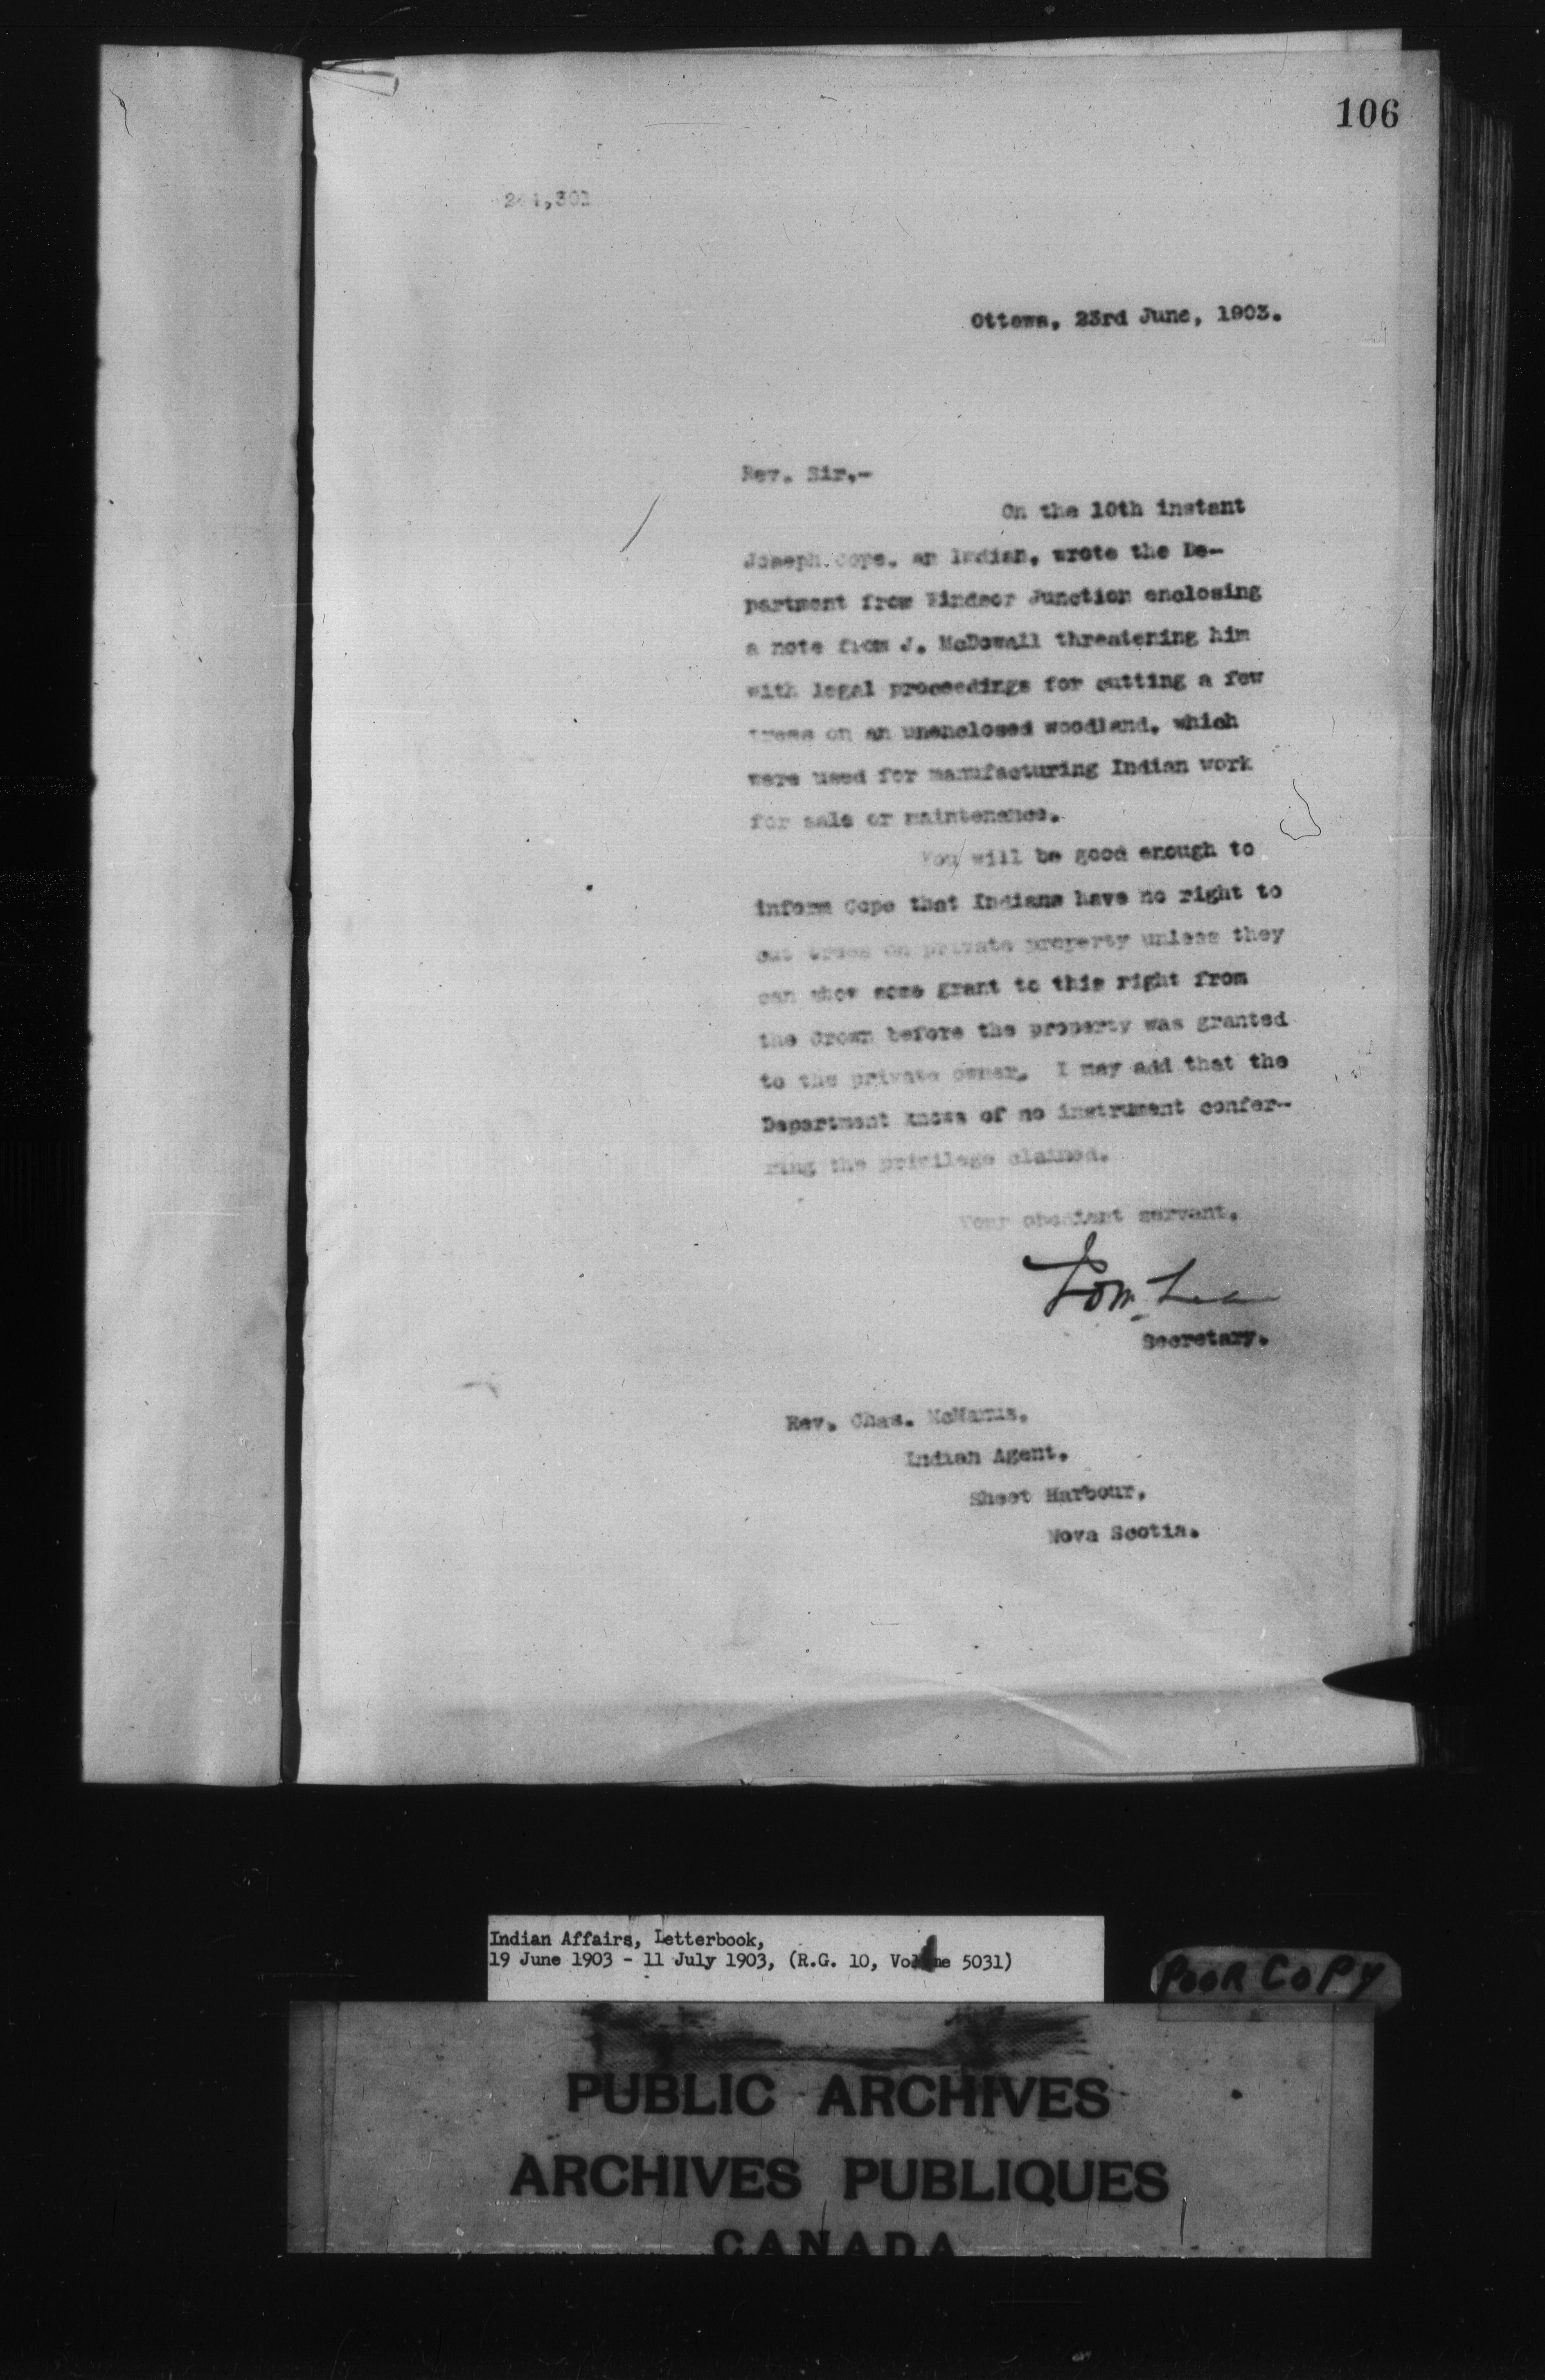 106
Ottawa, 23rd June, 1903.
Rev. Sir,-
On the 10th instant
Joseph Cope, an Indian, wrote the De-
partment from Windsor Junction enclosing
a note from J. McDowall threatening him
with legal proceedings for cutting a few
trees on an unenclosed woodland, which
were used for manufacturing Indian work
for sale or maintenance.
You will be good enough to
inform Cope that Indians have no right to
cut trees on private property unless they
can show some grant to this right from
the Crown before the property was granted
to the private owner. I may add that the
Department knows of no instrument confer-
ring the privilege claimed.
Your obedient servant,
Secretary.
Rev. Chas. McManus,
Indian Agent,
Sheet Harbour,
Nova Scotia.
Indian Affairs, Letterbook,
19 June 1903 - 11 July 1903, (R.G. 10, Volume 5031)
POOR COPY
PUBLIC ARCHIVES
ARCHIVES PUBLIQUES
CANADA